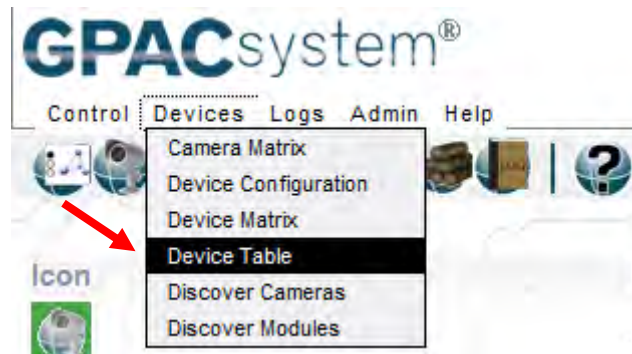 GPACsystem®
Control Devices Logs Admin Help
Camera Matrix
Device Configuration
Device Matrix
Device Table
Icon
Discover Cameras
Discover Modules